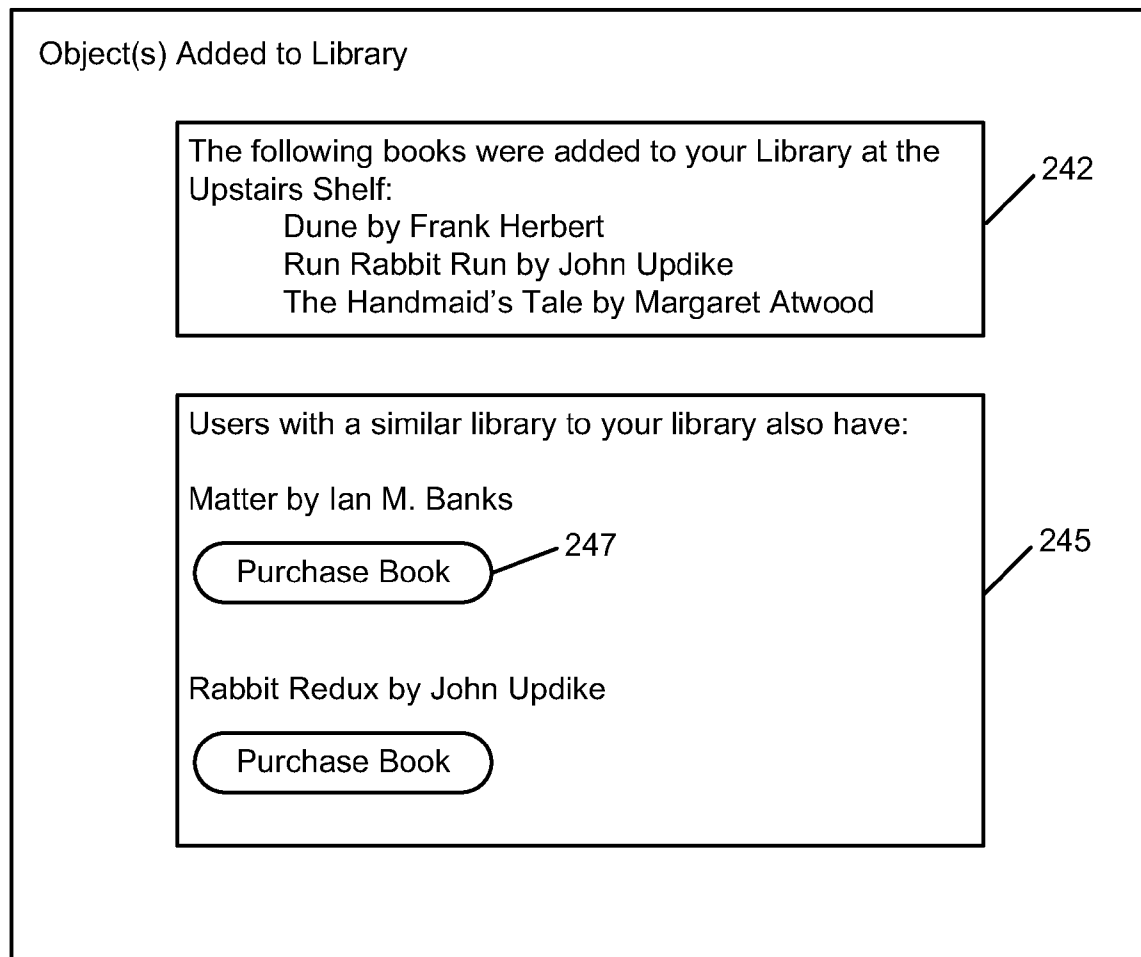 Object(s) Added to Library
The following books were added to your Library at the
Upstairs Shelf:
Dune by Frank Herbert
Run Rabbit Run by John Updike
The Handmaid’s Tale by Margaret Atwood
242
Users with a similar library to your library also have:
Matter by Ian M. Banks
247
Purchase Book
245
Rabbit Redux by John Updike
Purchase Book